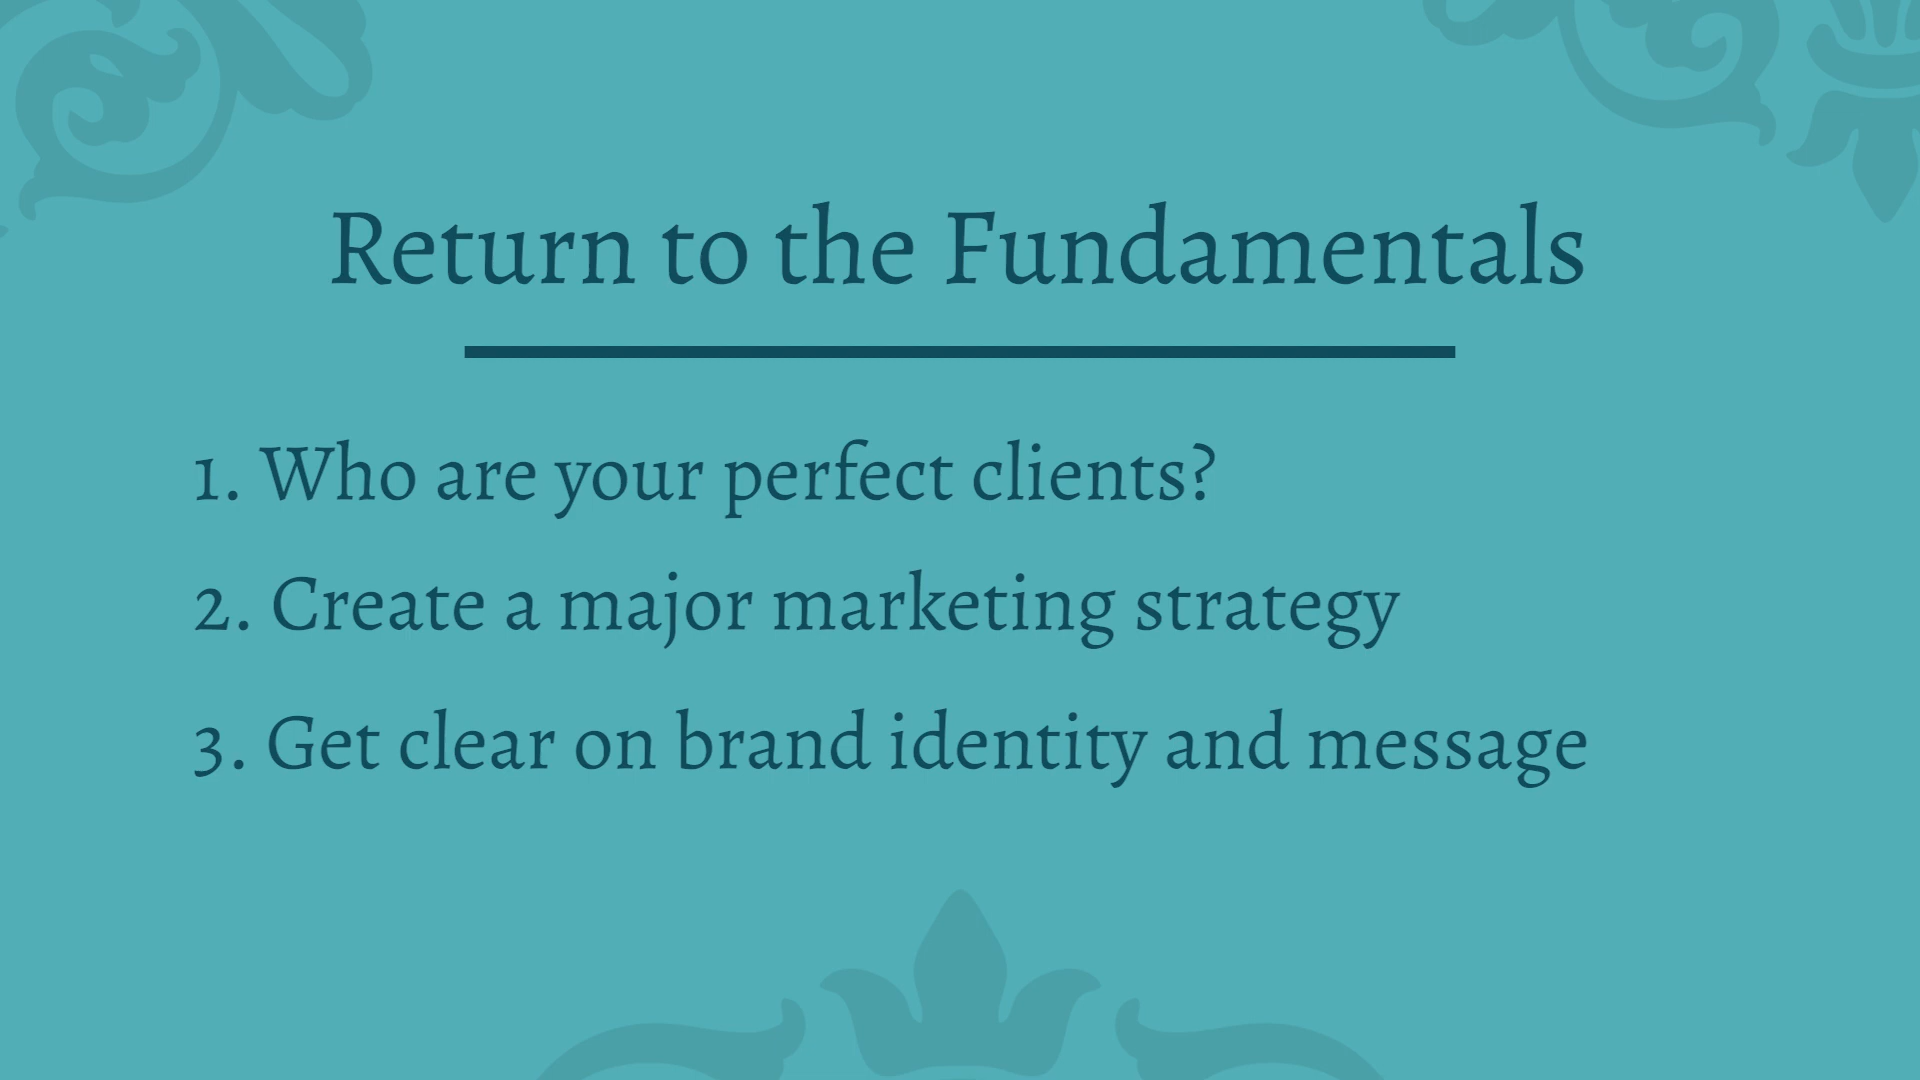 Return to the Fundamentals
1. Who are your perfect clients?
2. Create a major marketing strategy
3. Get clear on brand identity and message